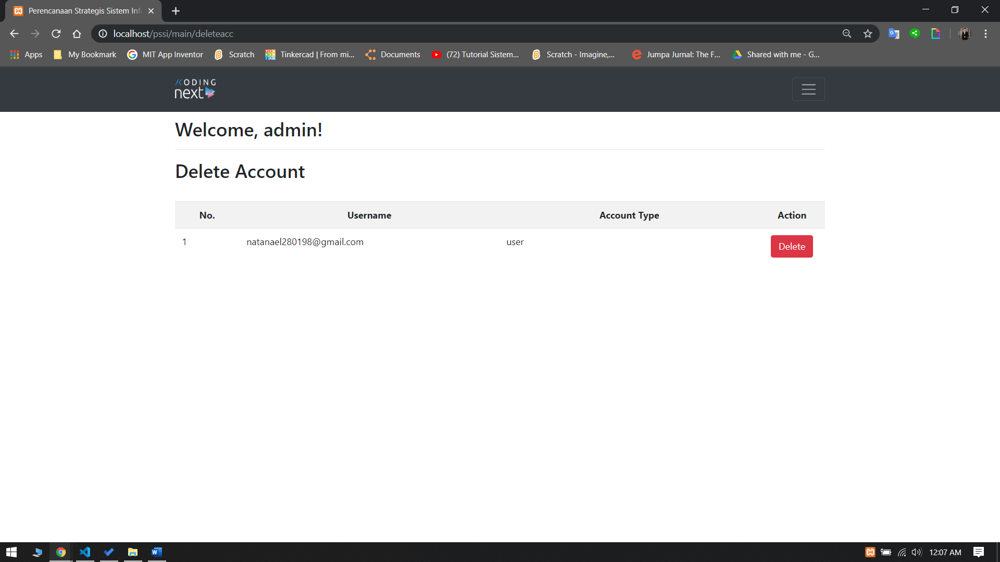 Perencanaan Strategis Sistem Info
localhost/pssi/main/deleteacc
Apps My Bookmark MIT App Inventor Scratch Tinkercad | From mi... Documents (72) Tutorial Sistem... Scratch - Imagine,... Jumpa Jurnal: The F... Shared with me - G...
KODING
next
Welcome, admin!
Delete Account
No. Username Account Type Action
1 natanael280198@gmail.com user Delete
12:07 AM